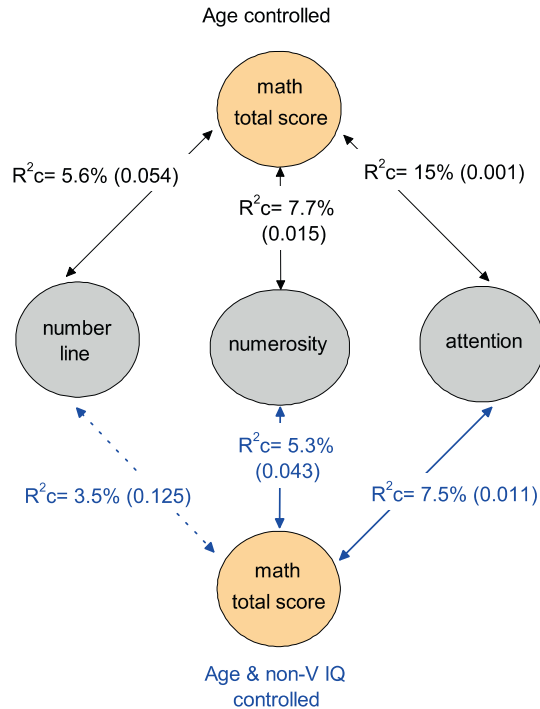 Age controlled
math
total score
R²c= 5.6% (0.054)
R²c= 15% (0.001)
R²c= 7.7%
(0.015)
number
line
numerosity
attention
R²c= 5.3%
(0.043)
R²c= 3.5% (0.125)
R²c= 7.5% (0.011)
math
total score
Age & non-V IQ
controlled